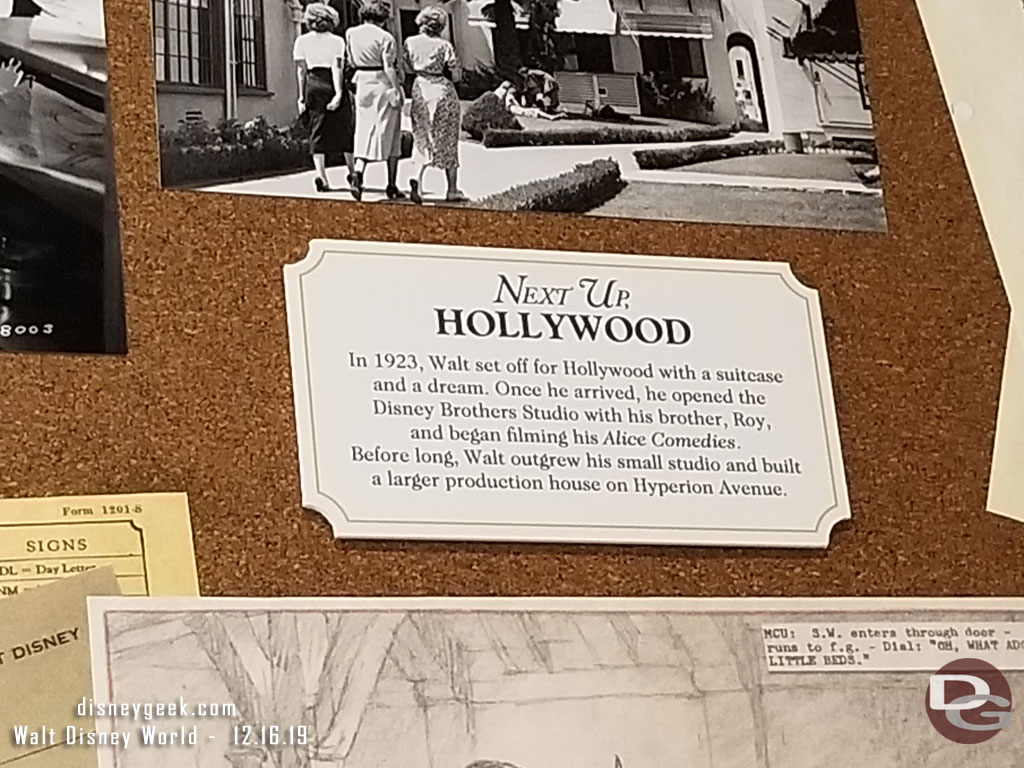 8003
NEXT UP,
HOLLYWOOD
In 1923, Walt set off for Hollywood with a suitcase
and a dream. Once he arrived, he opened the
Disney Brothers Studio with his brother, Roy,
and began filming his Alice Comedies.
Before long, Walt outgrew his small studio and built
a larger production house on Hyperion Avenue.
Form 1201-S
SIGNS
DL = Day Letter
NM
T DISNEY
MCU: S.W. enters through door -
runs to f.g. - Dial: "OH, WHAT ADO
LITTLE BEDS."
disneygeek.com
Walt Disney World - 12.16.19
DG